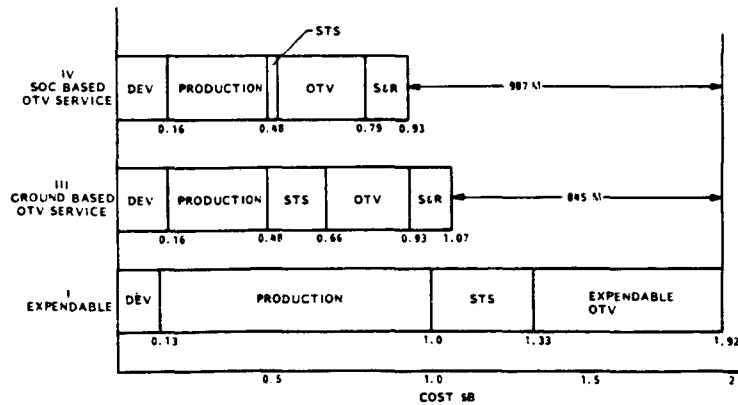 STS
IV
SOC BASED
OTV SERVICE
DEV PRODUCTION OTV S&R 987 M
0.16 0.48 0.79 0.93
III
GROUND BASED
OTV SERVICE
DEV PRODUCTION STS OTV S&R 845 M
0.16 0.48 0.66 0.93 1.07
I
EXPENDABLE
DEV PRODUCTION STS EXPENDABLE
OTV
0.13 1.0 1.33 1.92
0.5 1.0 1.5 2
COST $B